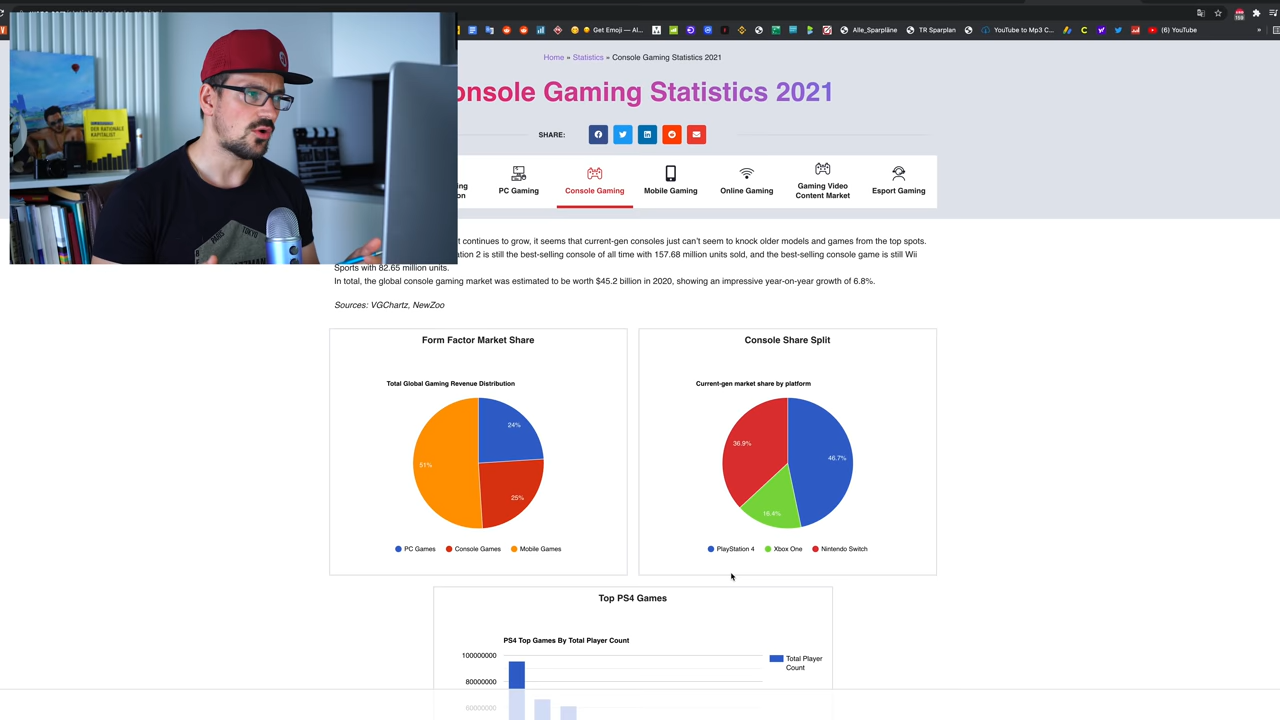 Get Emoji — Al...
Alle_Sparpläne
TR Sparplan
YouTube to Mp3 C...
(6) YouTube
»
DER RATIONALE
KAPITALIST
PARIS
TOKYO
Home » Statistics » Console Gaming Statistics 2021
onsole Gaming Statistics 2021
SHARE:
ing
on
PC Gaming
Console Gaming
Mobile Gaming
Online Gaming
Gaming Video
Content Market
Esport Gaming
t continues to grow, it seems that current-gen consoles just can't seem to knock older models and games from the top spots.
ation 2 is still the best-selling console of all time with 157.68 million units sold, and the best-selling console game is still Wii
Sports with 82.65 million units.
In total, the global console gaming market was estimated to be worth $45.2 billion in 2020, showing an impressive year-on-year growth of 6.8%.
Sources: VGChartz, NewZoo
Form Factor Market Share
Total Global Gaming Revenue Distribution
24%
51%
25%
PC Games
Console Games
Mobile Games
Console Share Split
Current-gen market share by platform
36.9%
46.7%
16.4%
PlayStation 4
Xbox One
Nintendo Switch
Top PS4 Games
PS4 Top Games By Total Player Count
100000000
80000000
60000000
Total Player
Count